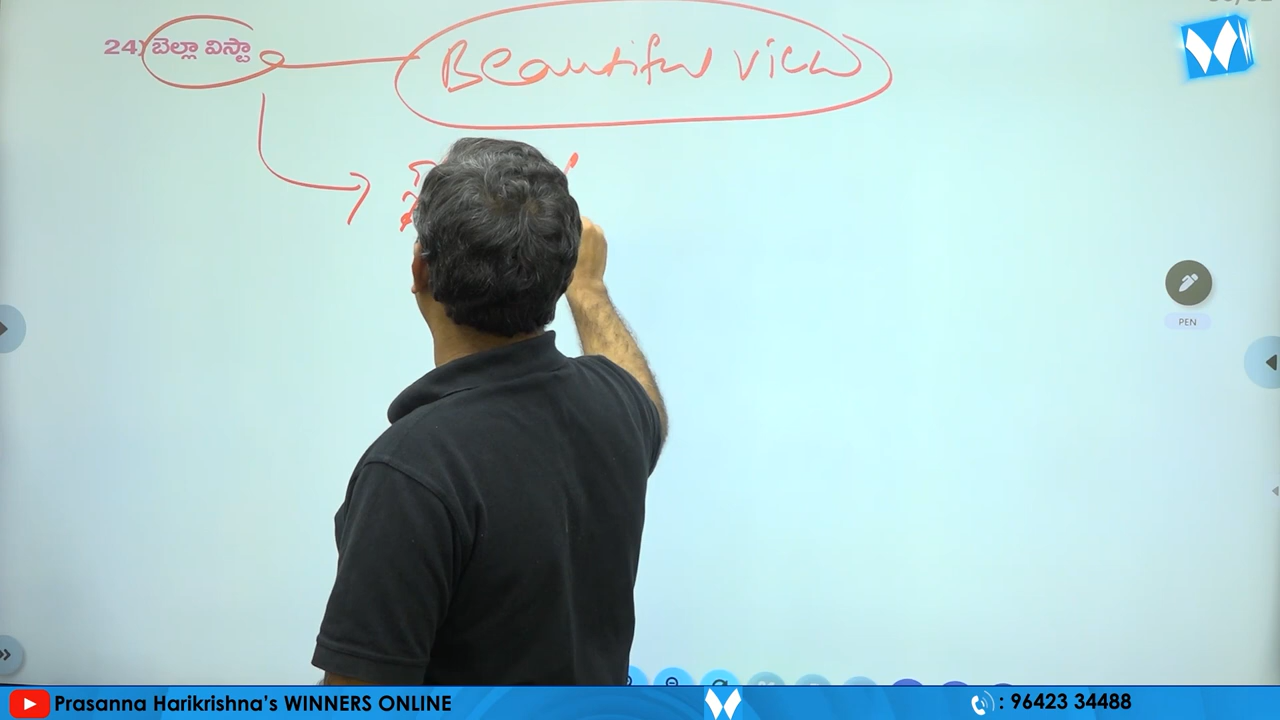 24) బెల్లా విస్టా
Beautiful view
PEN
Prasanna Harikrishna's WINNERS ONLINE
: 96423 34488